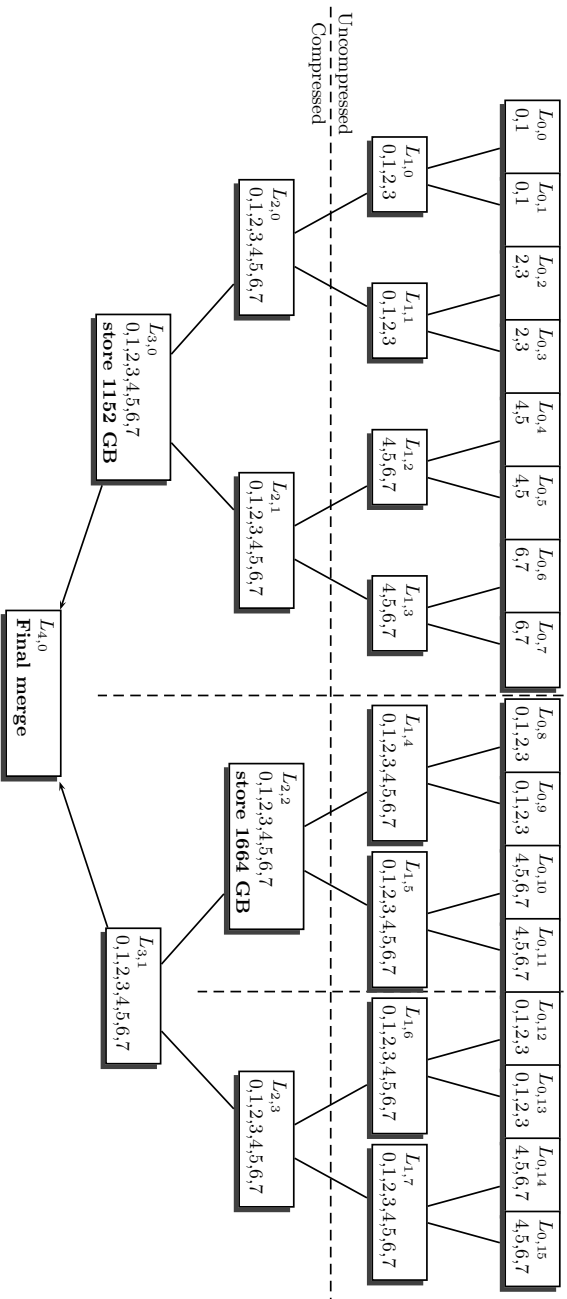 L0,0
0,1
L0,1
0,1
L0,2
2,3
L0,3
2,3
L0,4
4,5
L0,5
4,5
L0,6
6,7
L0,7
6,7
L0,8
0,1,2,3
L0,9
0,1,2,3
L0,10
4,5,6,7
L0,11
4,5,6,7
L0,12
0,1,2,3
L0,13
0,1,2,3
L0,14
4,5,6,7
L0,15
4,5,6,7
L1,0
0,1,2,3
L1,1
0,1,2,3
L1,2
4,5,6,7
L1,3
4,5,6,7
L1,4
0,1,2,3,4,5,6,7
L1,5
0,1,2,3,4,5,6,7
L1,6
0,1,2,3,4,5,6,7
L1,7
0,1,2,3,4,5,6,7
Uncompressed
Compressed
L2,0
0,1,2,3,4,5,6,7
L2,1
0,1,2,3,4,5,6,7
L2,2
0,1,2,3,4,5,6,7
store 1664 GB
L2,3
0,1,2,3,4,5,6,7
L3,0
0,1,2,3,4,5,6,7
store 1152 GB
L3,1
0,1,2,3,4,5,6,7
L4,0
Final merge